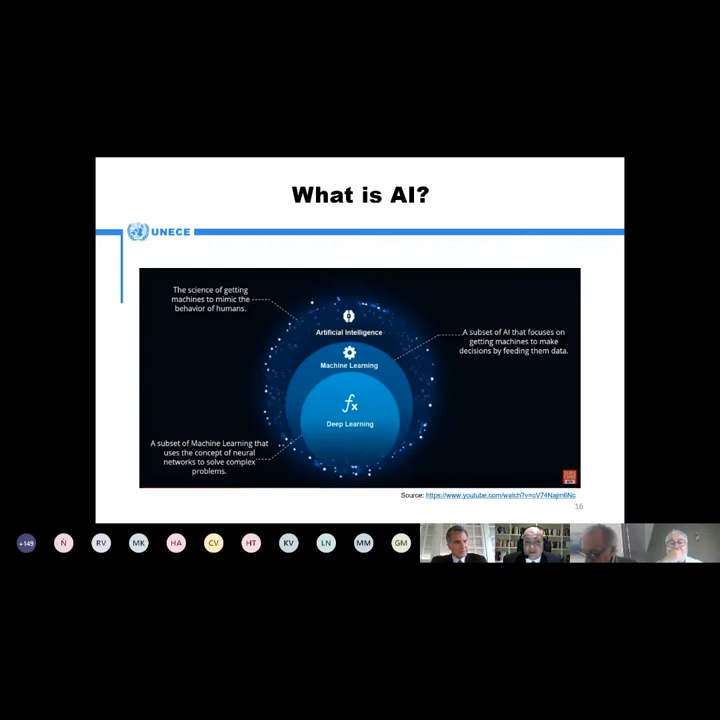 What is AI?
UNECE
The science of getting
machines to mimic the
behavior of humans.
Artificial Intelligence
A subset of AI that focuses on
getting machines to make
decisions by feeding them data.
Machine Learning
fx
Deep Learning
A subset of Machine Learning that
uses the concept of neural
networks to solve complex
problems.
Source: https://www.youtube.com/watch?v=oV74Najm6Nc
16
+149 Ñ RV MK HA CV HT KV LN MM GM